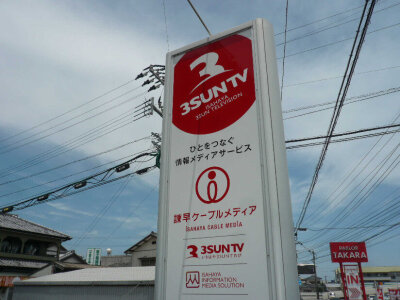 3
3SUNTV
ISAHAYA
3SUN TELEVISION
ひとをつなぐ
情報メディアサービス
諫早ケーブルメディア
ISAHAYA CABLE MEDIA
3SUNTV
ISAHAYA
INFORMATION
MEDIA SOLUTION
PARLOR
TAKARA